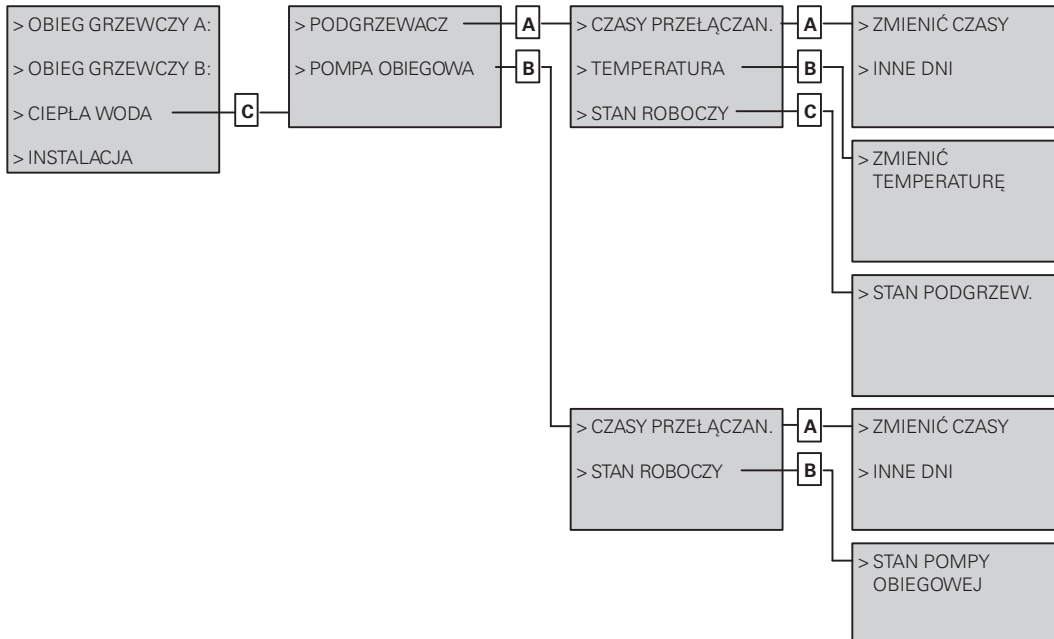 > OBIEG GRZEWCZY A:
> OBIEG GRZEWCZY B:
> CIEPŁA WODA
C
> INSTALACJA
> PODGRZEWACZ
A
> POMPA OBIEGOWA
B
> CZASY PRZEŁĄCZAN.
A
> TEMPERATURA
B
> STAN ROBOCZY
C
> ZMIENIĆ CZASY
> INNE DNI
> ZMIENIĆ
TEMPERATURĘ
> STAN PODGRZEW.
> CZASY PRZEŁĄCZAN.
A
> STAN ROBOCZY
B
> ZMIENIĆ CZASY
> INNE DNI
> STAN POMPY
OBIEGOWEJ